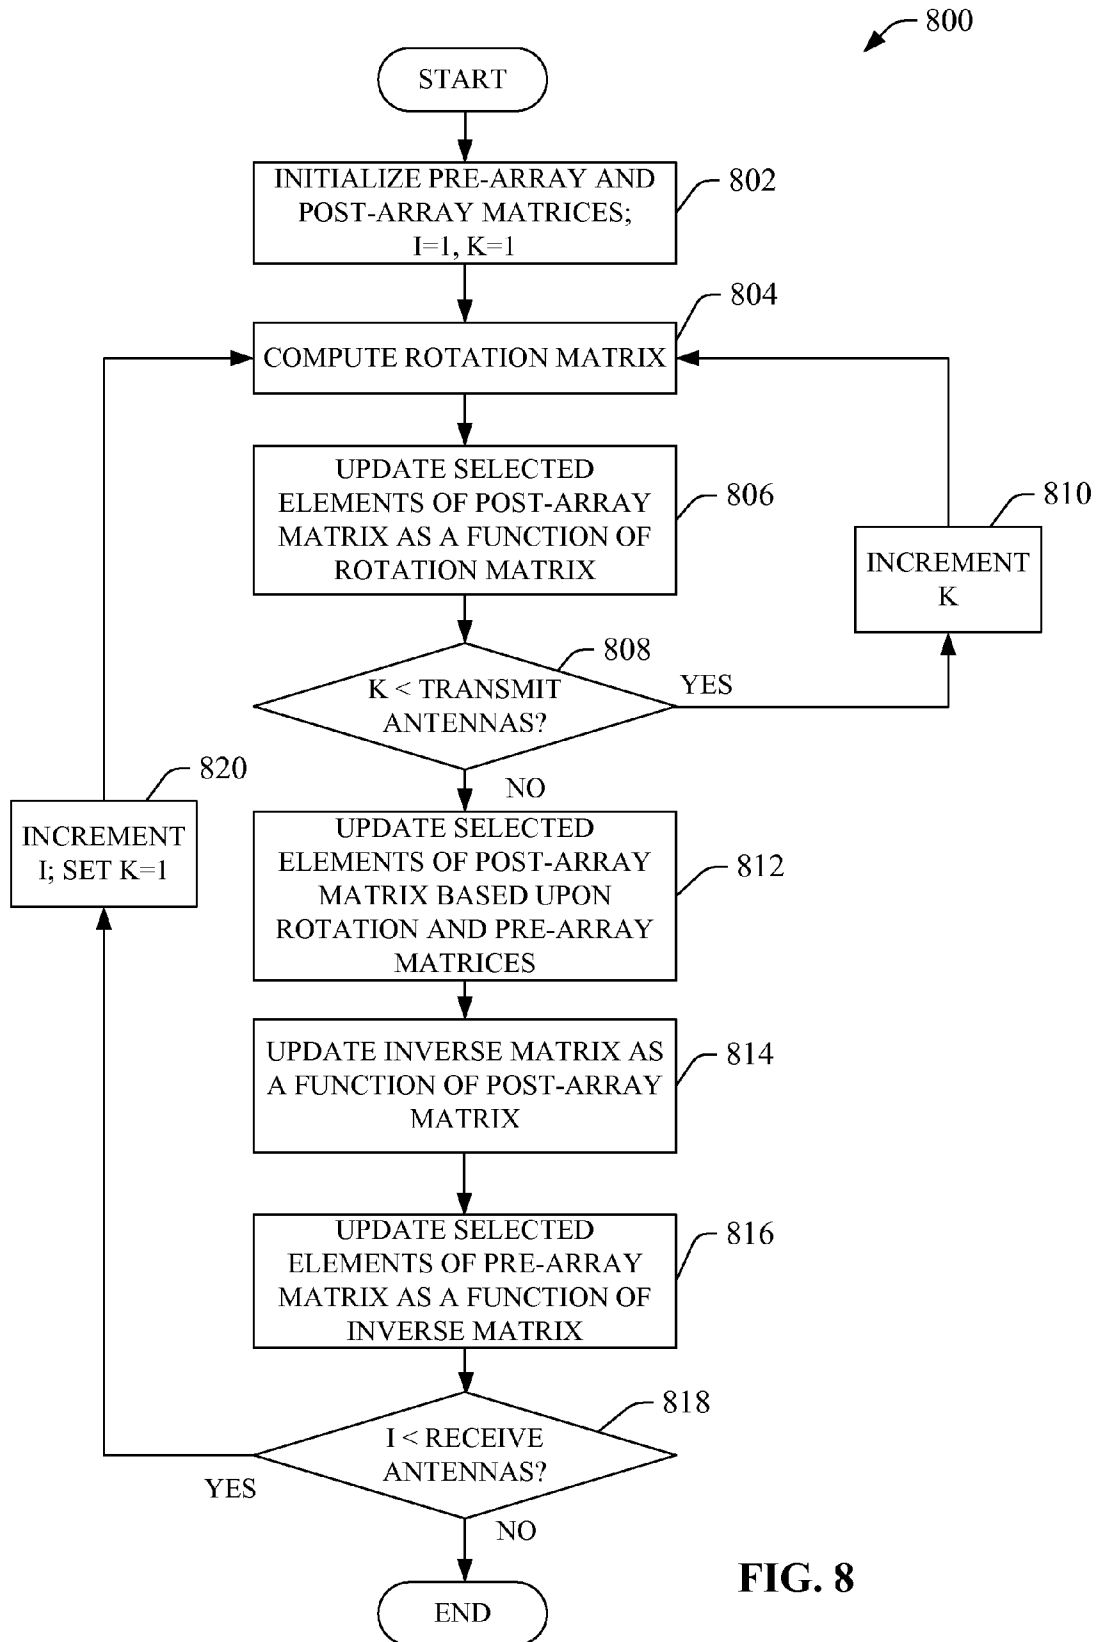 800
START
INITIALIZE PRE-ARRAY AND
POST-ARRAY MATRICES;
I=1, K=1
802
804
COMPUTE ROTATION MATRIX
UPDATE SELECTED
ELEMENTS OF POST-ARRAY
MATRIX AS A FUNCTION OF
ROTATION MATRIX
806
810
INCREMENT
K
808
K < TRANSMIT
ANTENNAS?
YES
NO
820
INCREMENT
I; SET K=1
UPDATE SELECTED
ELEMENTS OF POST-ARRAY
MATRIX BASED UPON
ROTATION AND PRE-ARRAY
MATRICES
812
UPDATE INVERSE MATRIX AS
A FUNCTION OF POST-ARRAY
MATRIX
814
UPDATE SELECTED
ELEMENTS OF PRE-ARRAY
MATRIX AS A FUNCTION OF
INVERSE MATRIX
816
818
I < RECEIVE
ANTENNAS?
YES
NO
END
FIG. 8